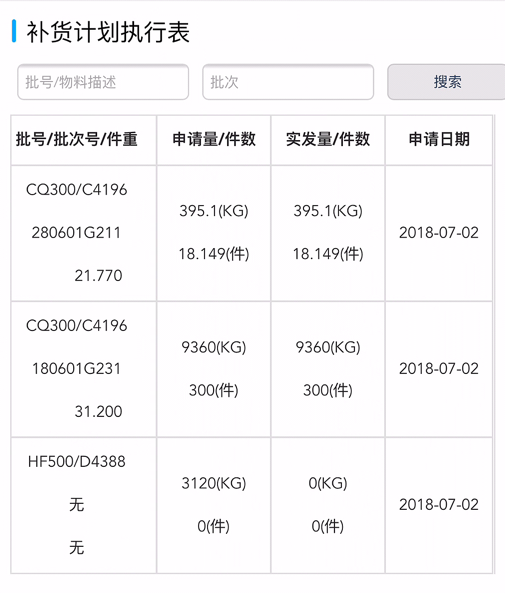 补货计划执行表
批号/物料描述 批次 搜索
批号/批次号/件重 申请量/件数 实发量/件数 申请日期
CQ300/C4196
280601G211
21.770
395.1(KG)
18.149(件)
395.1(KG)
18.149(件)
2018-07-02
CQ300/C4196
180601G231
31.200
9360(KG)
300(件)
9360(KG)
300(件)
2018-07-02
HF500/D4388
无
无
3120(KG)
0(件)
0(KG)
0(件)
2018-07-02